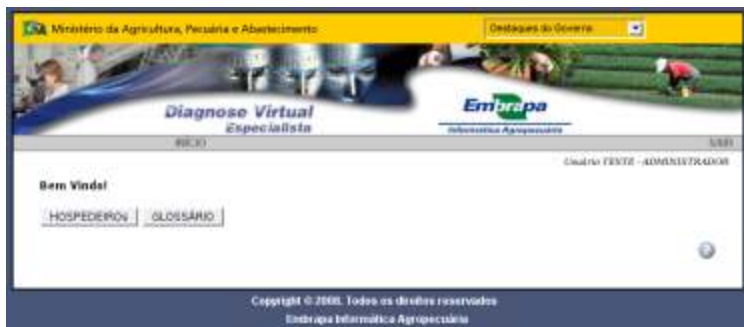 Ministério da Agricultura, Pecuária e Abastecimento
Destaques do Governo
Diagnose Virtual
Especialista
Embrapa
Informática Agropecuária
INÍCIO
SAIR
Usuário TESTE - ADMINISTRADOR
Bem Vindo!
HOSPEDEIROs
GLOSSÁRIO
?
Copyright © 2008. Todos os direitos reservados
Embrapa Informática Agropecuária